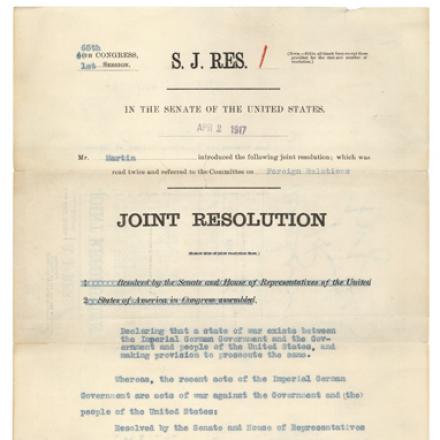 65th
CONGRESS,
1st SESSION.
S. J. RES. 1
IN THE SENATE OF THE UNITED STATES.
APR 2 1917
Mr. Martin introduced the following joint resolution; which was
read twice and referred to the Committee on Foreign Relations
JOINT RESOLUTION
1 Resolved by the Senate and House of Representatives of the United
2 States of America in Congress assembled,
Declaring that a state of war exists between
the Imperial German Government and the Gov-
ernment and people of the United States, and
making provision to prosecute the same.
Whereas, the recent acts of the Imperial German
Government are acts of war against the Government and (the)
people of the United States:
Resolved by the Senate and House of Representatives